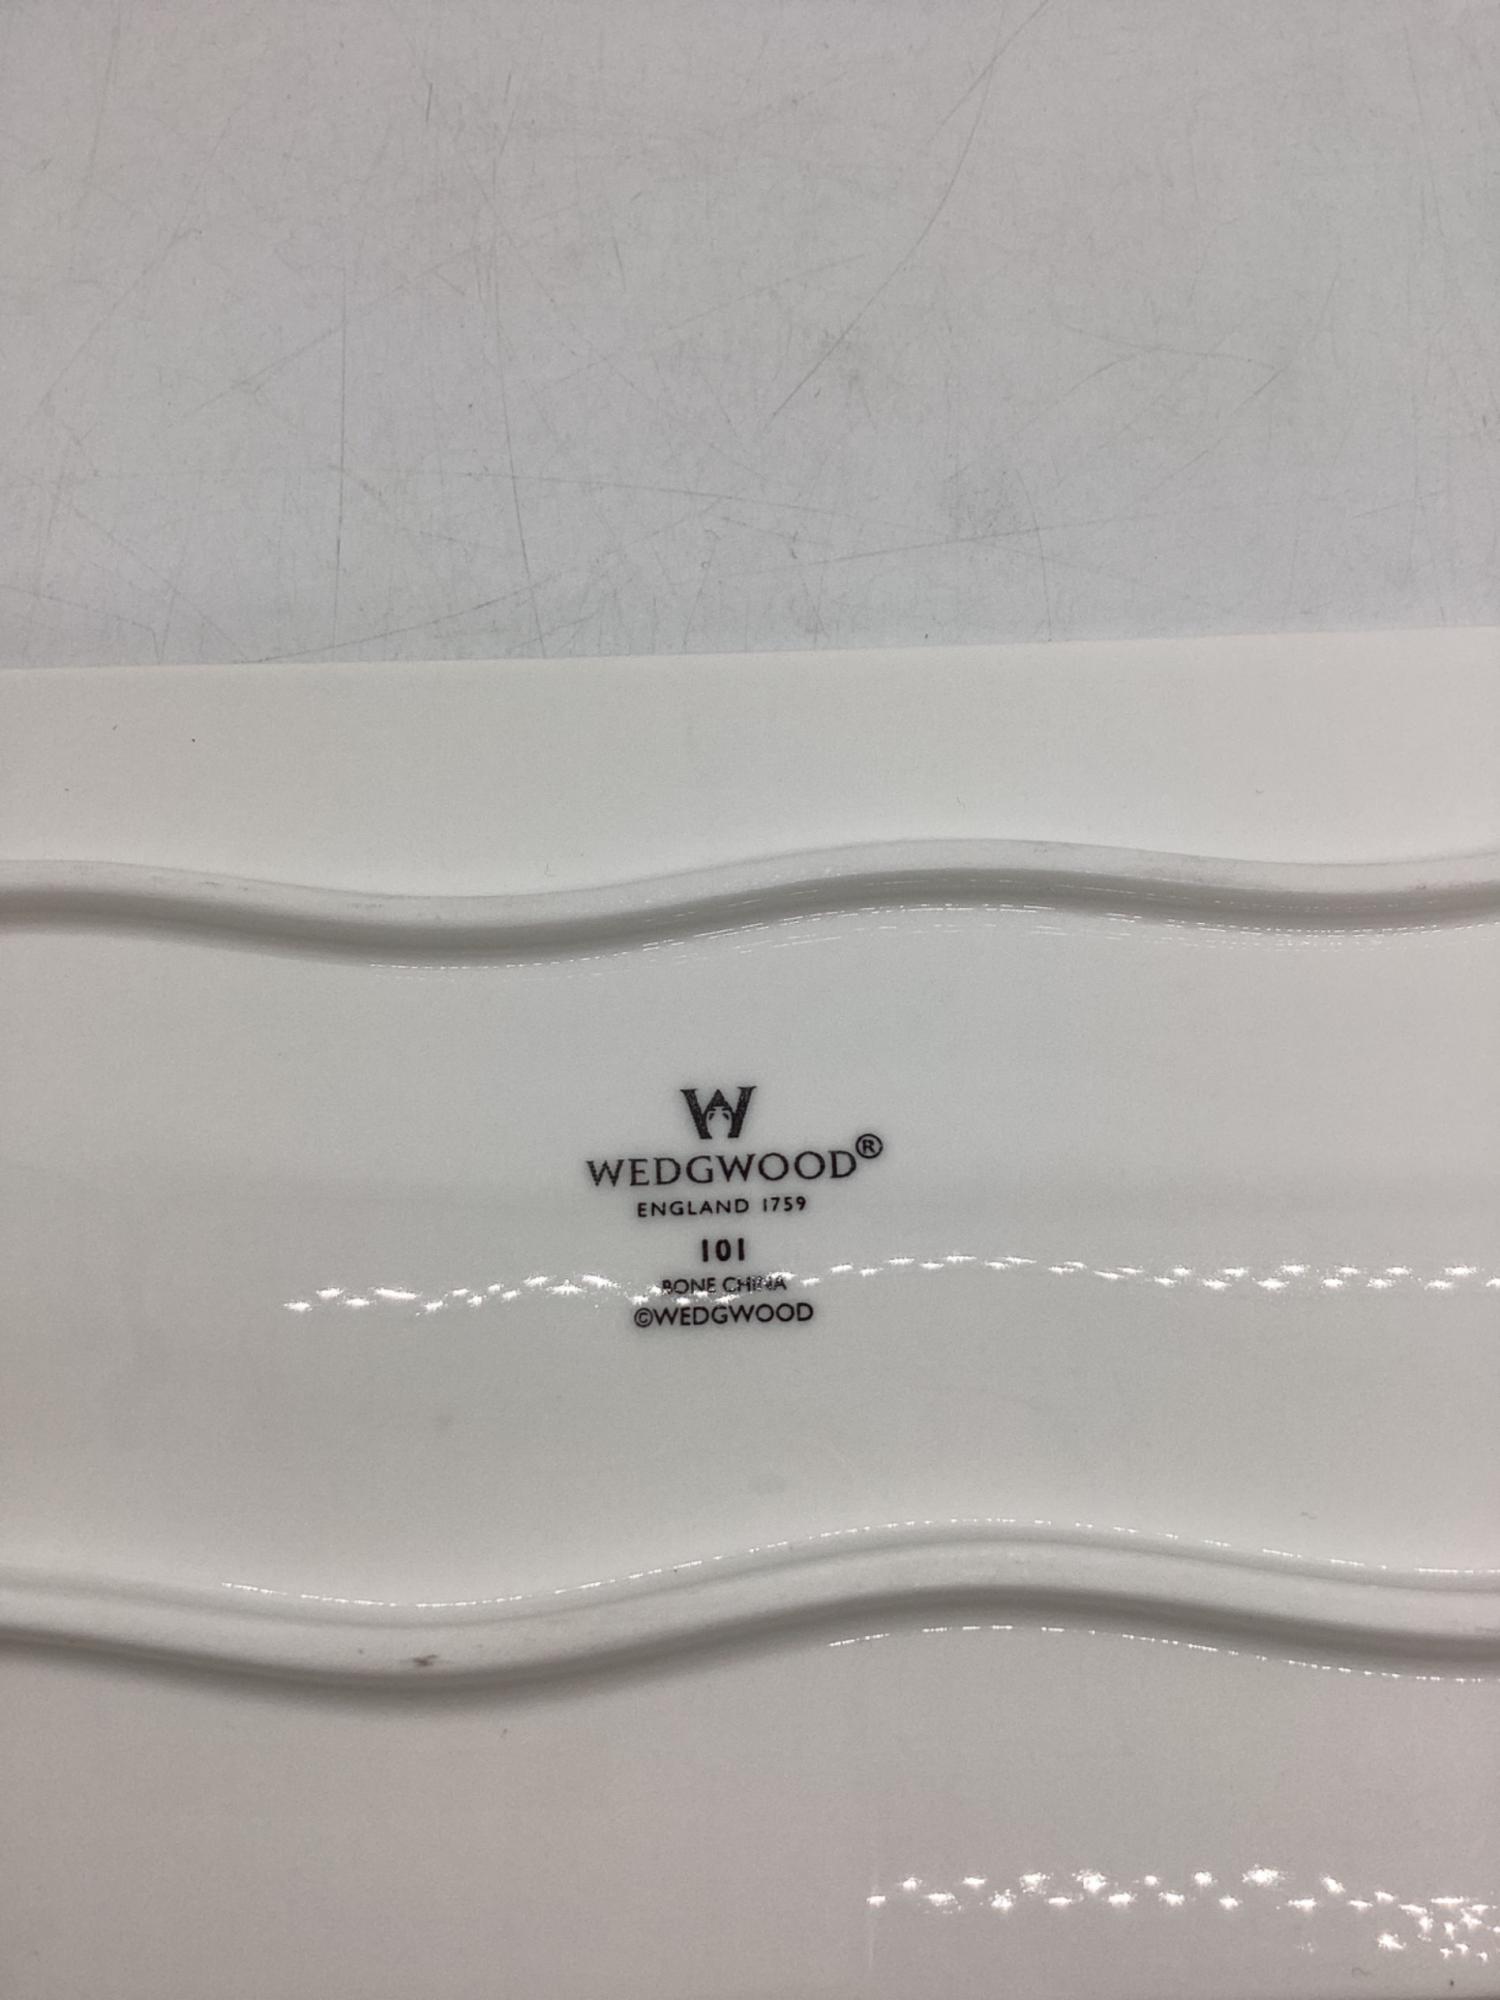 W
WEDGWOOD®
ENGLAND 1759
101
BONE CHINA
©WEDGWOOD